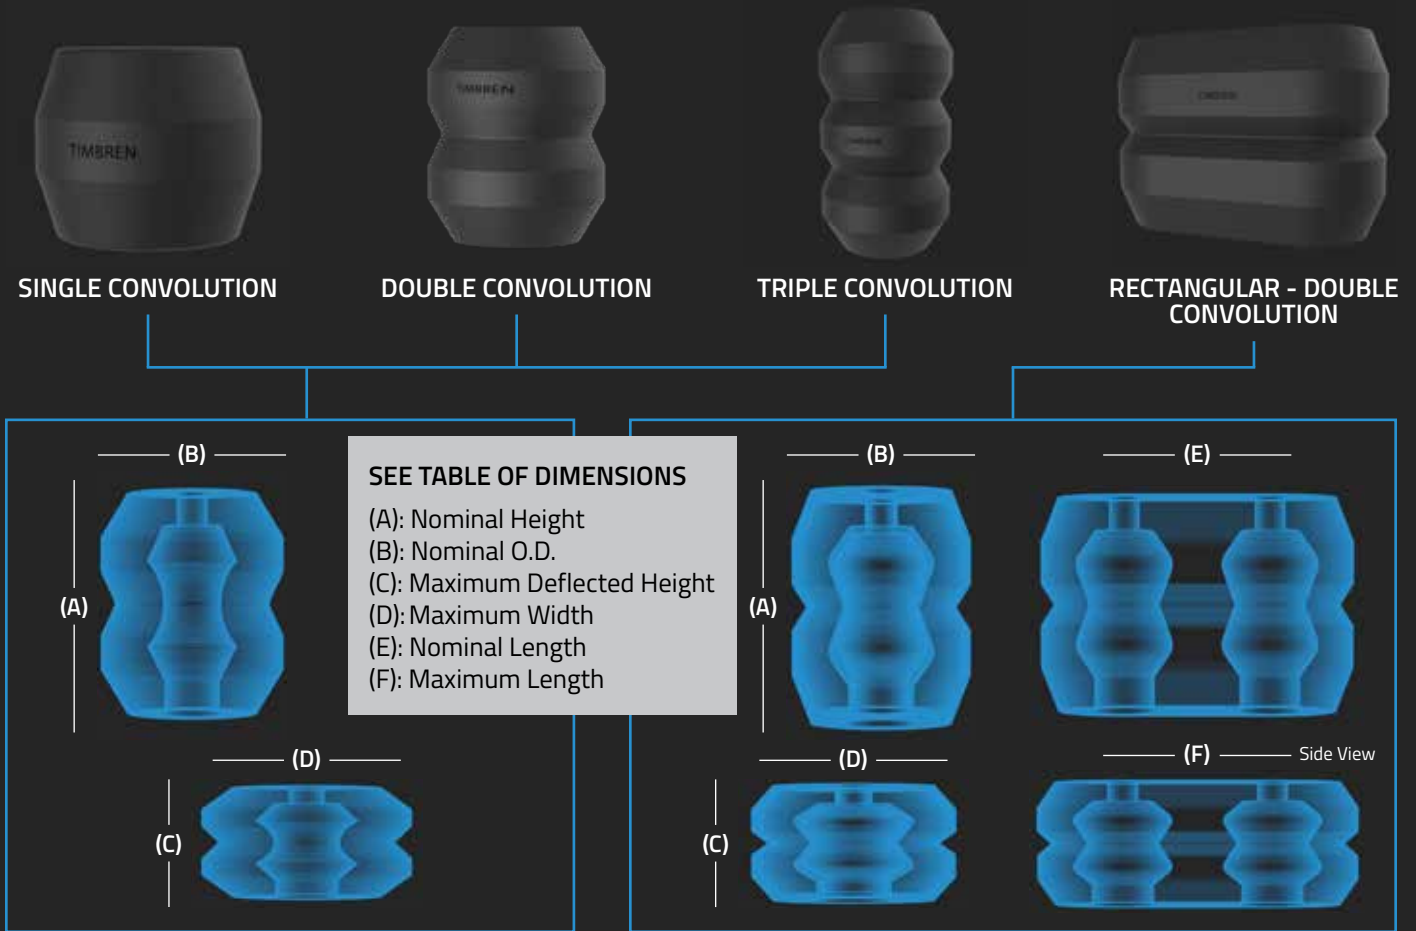 TIMBREN
TIMBREN
SINGLE CONVOLUTION
DOUBLE CONVOLUTION
TRIPLE CONVOLUTION
RECTANGULAR - DOUBLE
CONVOLUTION
(B)
(A)
(D)
(C)
SEE TABLE OF DIMENSIONS
(A): Nominal Height
(B): Nominal O.D.
(C): Maximum Deflected Height
(D): Maximum Width
(E): Nominal Length
(F): Maximum Length
(B)
(E)
(A)
(D)
(F)
Side View
(C)